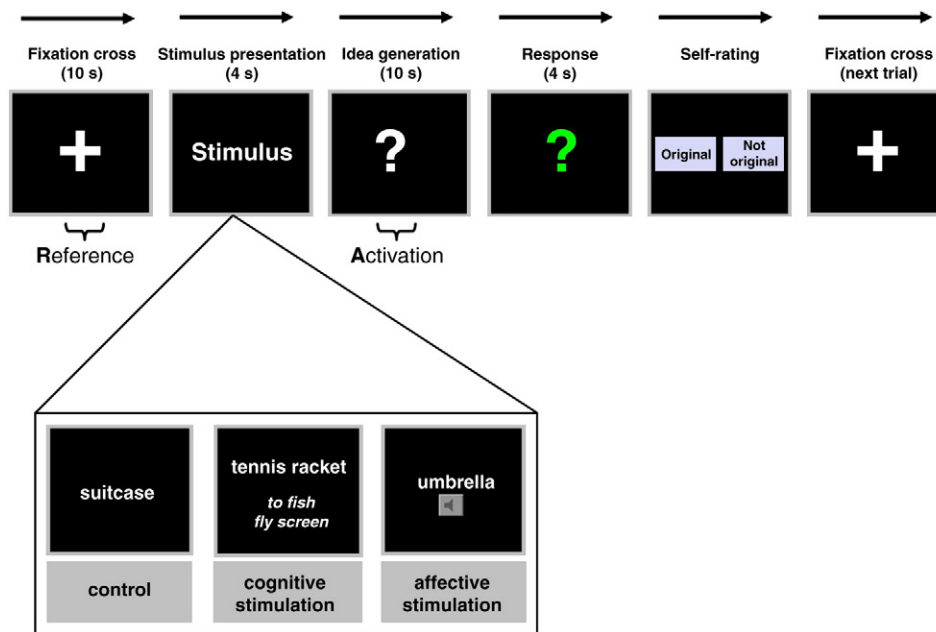 Fixation cross
(10 s)
Stimulus presentation
(4 s)
Idea generation
(10 s)
Response
(4 s)
Self-rating
Fixation cross
(next trial)
+
Stimulus
?
?
Original
Not
original
+
Reference
Activation
suitcase
tennis racket
to fish
fly screen
umbrella
control
cognitive
stimulation
affective
stimulation